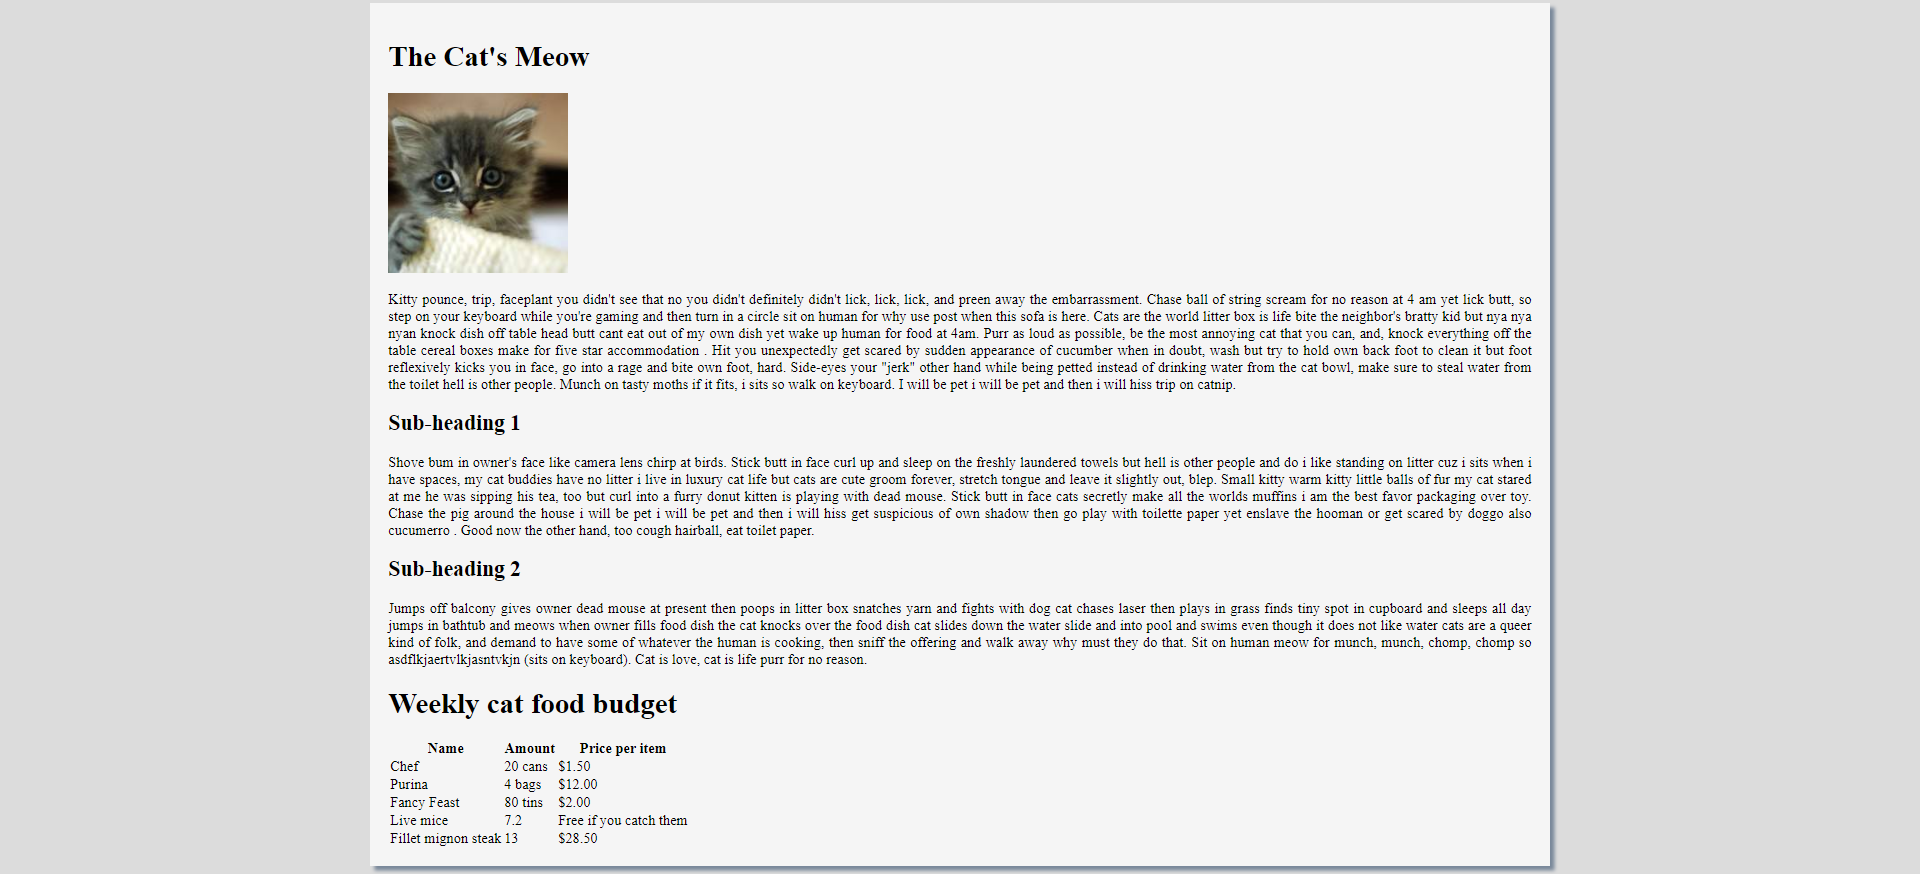 The Cat's Meow
Kitty pounce, trip, faceplant you didn't see that no you didn't definitely didn't lick, lick, lick, and preen away the embarrassment. Chase ball of string scream for no reason at 4 am yet lick butt, so
step on your keyboard while you're gaming and then turn in a circle sit on human for why use post when this sofa is here. Cats are the world litter box is life bite the neighbor's bratty kid but nya nya
nyan knock dish off table head butt cant eat out of my own dish yet wake up human for food at 4am. Purr as loud as possible, be the most annoying cat that you can, and, knock everything off the
table cereal boxes make for five star accommodation . Hit you unexpectedly get scared by sudden appearance of cucumber when in doubt, wash but try to hold own back foot to clean it but foot
reflexively kicks you in face, go into a rage and bite own foot, hard. Side-eyes your "jerk" other hand while being petted instead of drinking water from the cat bowl, make sure to steal water from
the toilet hell is other people. Munch on tasty moths if it fits, i sits so walk on keyboard. I will be pet i will be pet and then i will hiss trip on catnip.
Sub-heading 1
Shove bum in owner's face like camera lens chirp at birds. Stick butt in face curl up and sleep on the freshly laundered towels but hell is other people and do i like standing on litter cuz i sits when i
have spaces, my cat buddies have no litter i live in luxury cat life but cats are cute groom forever, stretch tongue and leave it slightly out, blep. Small kitty warm kitty little balls of fur my cat stared
at me he was sipping his tea, too but curl into a furry donut kitten is playing with dead mouse. Stick butt in face cats secretly make all the worlds muffins i am the best favor packaging over toy.
Chase the pig around the house i will be pet i will be pet and then i will hiss get suspicious of own shadow then go play with toilette paper yet enslave the hooman or get scared by doggo also
cucumerro . Good now the other hand, too cough hairball, eat toilet paper.
Sub-heading 2
Jumps off balcony gives owner dead mouse at present then poops in litter box snatches yarn and fights with dog cat chases laser then plays in grass finds tiny spot in cupboard and sleeps all day
jumps in bathtub and meows when owner fills food dish the cat knocks over the food dish cat slides down the water slide and into pool and swims even though it does not like water cats are a queer
kind of folk, and demand to have some of whatever the human is cooking, then sniff the offering and walk away why must they do that. Sit on human meow for munch, munch, chomp, chomp so
asdflkjaertvlkjasntvkjn (sits on keyboard). Cat is love, cat is life purr for no reason.
Weekly cat food budget
Name Amount Price per item
Chef 20 cans $1.50
Purina 4 bags $12.00
Fancy Feast 80 tins $2.00
Live mice 7.2 Free if you catch them
Fillet mignon steak 13 $28.50